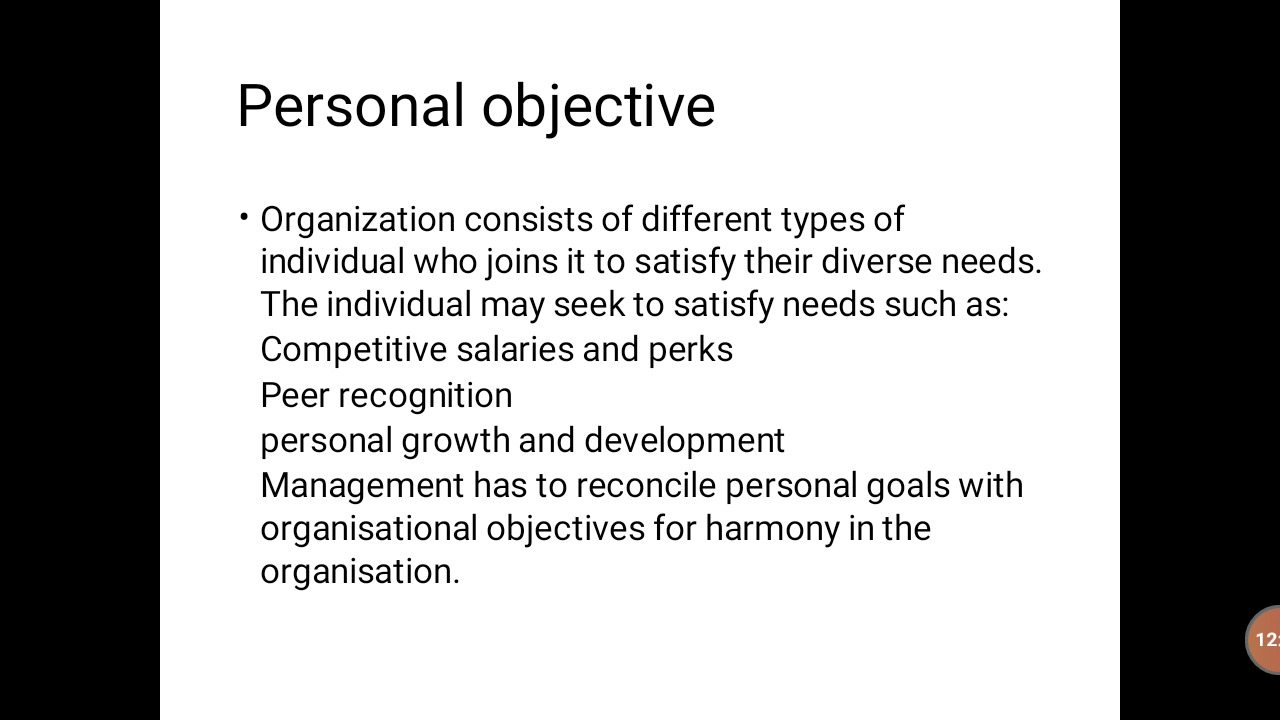 Personal objective
• Organization consists of different types of
individual who joins it to satisfy their diverse needs.
The individual may seek to satisfy needs such as:
Competitive salaries and perks
Peer recognition
personal growth and development
Management has to reconcile personal goals with
organisational objectives for harmony in the
organisation.
12: